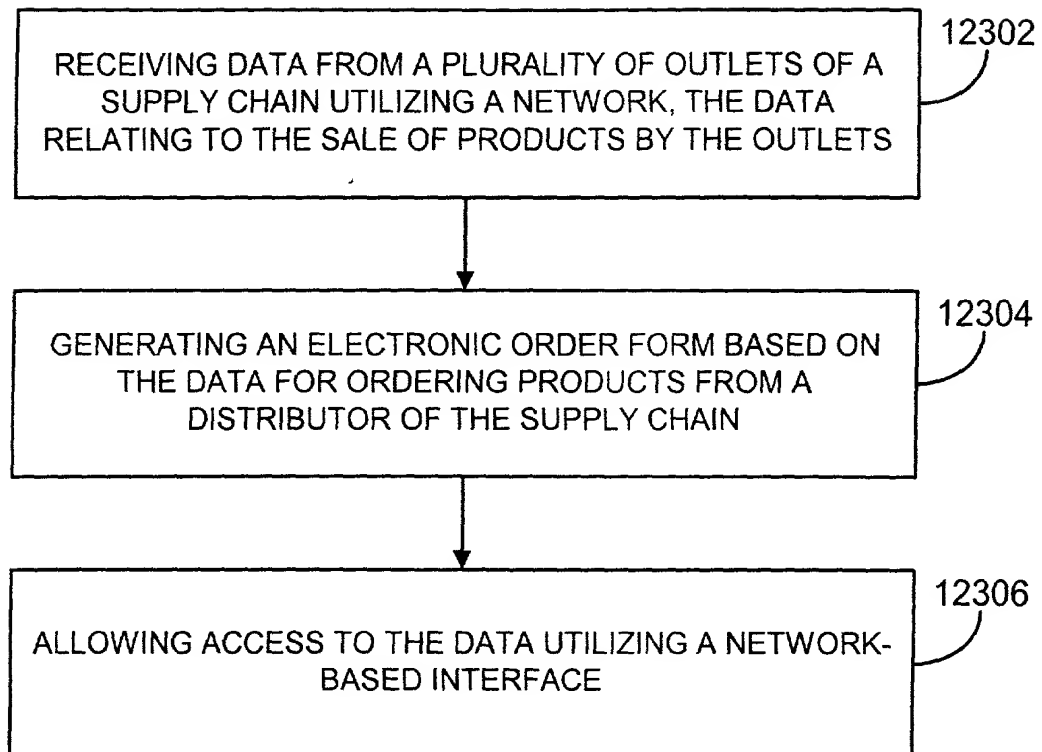 12302
RECEIVING DATA FROM A PLURALITY OF OUTLETS OF A
SUPPLY CHAIN UTILIZING A NETWORK, THE DATA
RELATING TO THE SALE OF PRODUCTS BY THE OUTLETS
12304
GENERATING AN ELECTRONIC ORDER FORM BASED ON
THE DATA FOR ORDERING PRODUCTS FROM A
DISTRIBUTOR OF THE SUPPLY CHAIN
12306
ALLOWING ACCESS TO THE DATA UTILIZING A NETWORK-
BASED INTERFACE